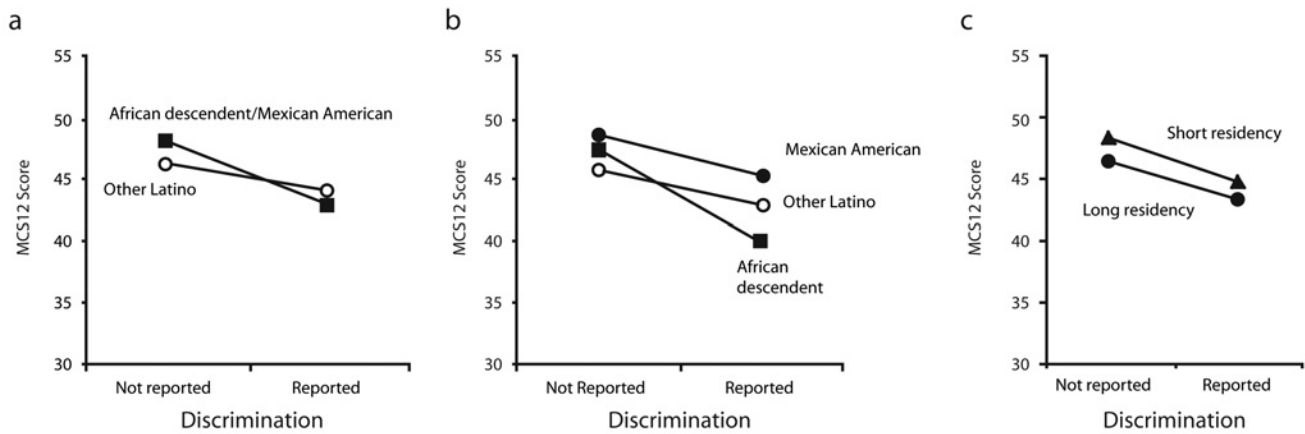 a
55
50
45
40
35
30
MCS12 Score
African descendent/Mexican American
Other Latino
Not reported
Reported
Discrimination
b
55
50
45
40
35
30
MCS12 Score
Mexican American
Other Latino
African
descendent
Not Reported
Reported
Discrimination
c
55
50
45
40
35
30
MCS12 Score
Short residency
Long residency
Not reported
Reported
Discrimination